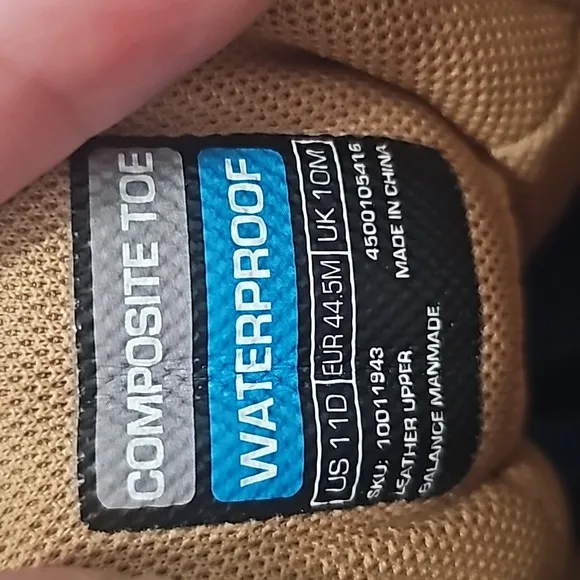 COMPOSITE TOE
WATERPROOF
US 11D EUR 44.5M UK 10M
SKU: 10011943 4500105416
LEATHER UPPER MADE IN CHINA
BALANCE MANMADE